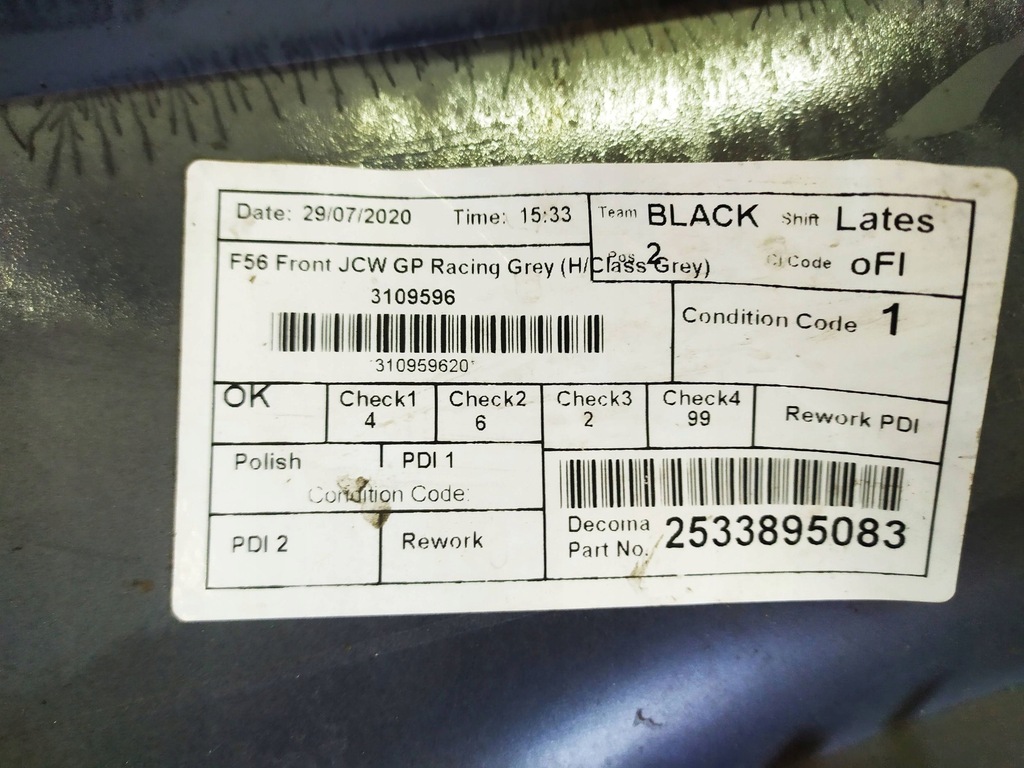 Date: 29/07/2020 Time: 15:33 Team BLACK Shift Lates
Pos 2 CI Code oFI
F56 Front JCW GP Racing Grey (H/Class Grey)
3109596
Condition Code 1
*310959620*
OK Check1 Check2 Check3 Check4 Rework PDI
4 6 2 99
Polish PDI 1
Condition Code:
Decoma Part No. 2533895083
PDI 2 Rework